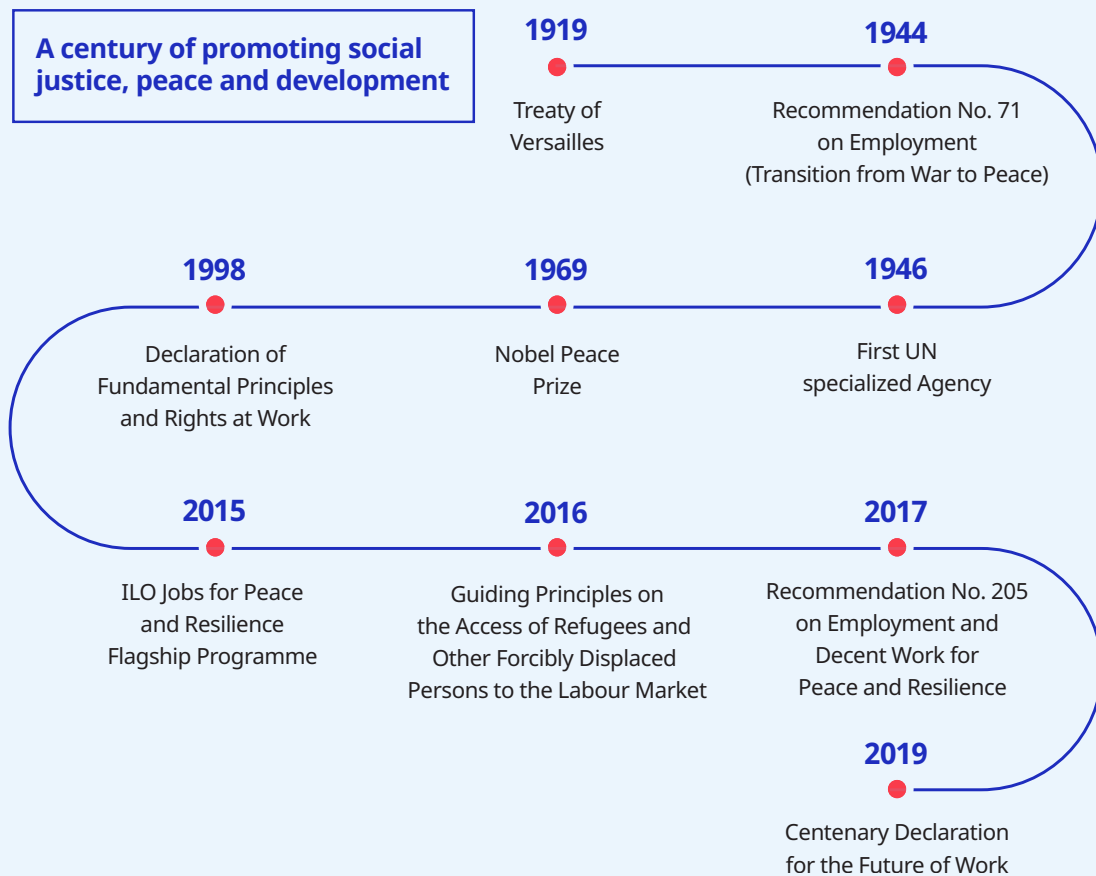 A century of promoting social
justice, peace and development
1919
Treaty of
Versailles
1944
Recommendation No. 71
on Employment
(Transition from War to Peace)
1946
First UN
specialized Agency
1969
Nobel Peace
Prize
1998
Declaration of
Fundamental Principles
and Rights at Work
2015
ILO Jobs for Peace
and Resilience
Flagship Programme
2016
Guiding Principles on
the Access of Refugees and
Other Forcibly Displaced
Persons to the Labour Market
2017
Recommendation No. 205
on Employment and
Decent Work for
Peace and Resilience
2019
Centenary Declaration
for the Future of Work